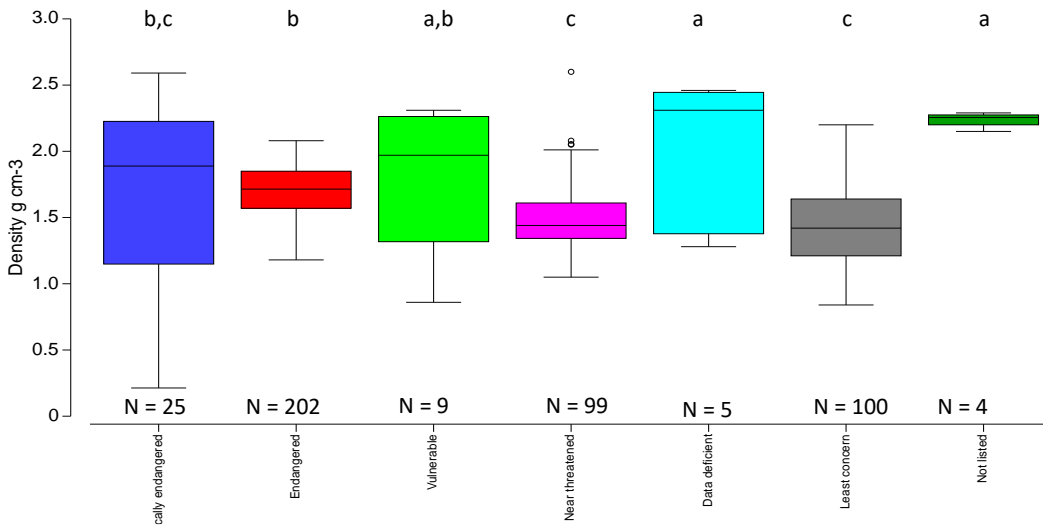 b,c b a,b c a c a
3.0
2.5
2.0
1.5
1.0
0.5
0
Density g cm-3
N = 25 N = 202 N = 9 N = 99 N = 5 N = 100 N = 4
cally endangered
Endangered
Vulnerable
Near threatened
Data deficient
Least concern
Not listed